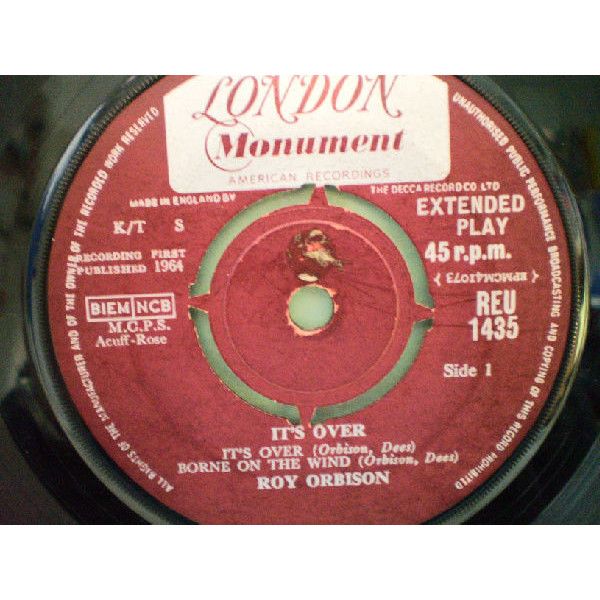 LONDON
Monument
AMERICAN RECORDINGS
MADE IN ENGLAND BY
THE DECCA RECORD CO. LTD
K/T S
RECORDING FIRST
PUBLISHED 1964
BIEM NCB
M.C.P.S.
Acuff-Rose
EXTENDED
PLAY
45 r.p.m.
(EPMCM41073)
REU
1435
Side 1
IT'S OVER
IT'S OVER (Orbison, Dees)
BORNE ON THE WIND (Orbison, Dees)
ROY ORBISON
ALL RIGHTS OF THE MANUFACTURER AND OF THE OWNER OF THE RECORDED WORK RESERVED
UNAUTHORISED PUBLIC PERFORMANCE BROADCASTING AND COPYING OF THIS RECORD PROHIBITED